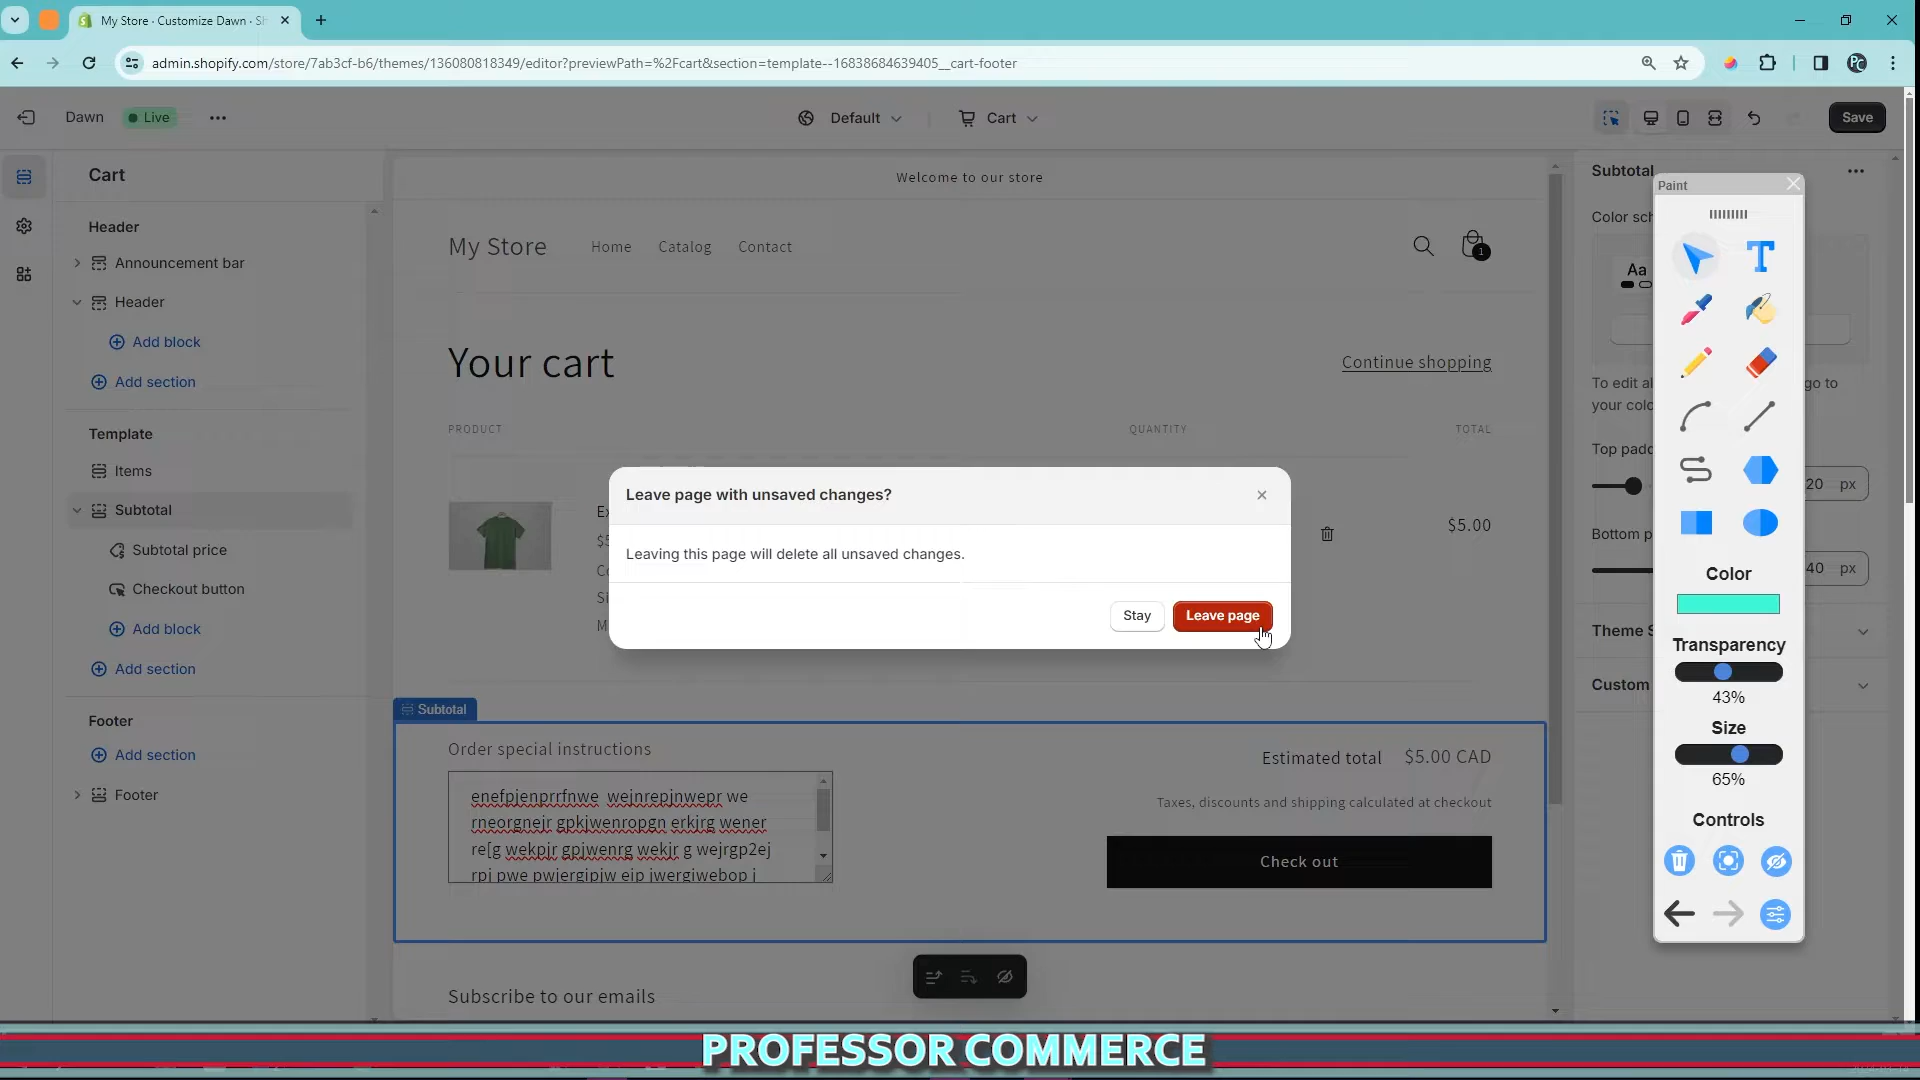 My Store · Customize Dawn · Sh
admin.shopify.com/store/7ab3cf-b6/themes/136080818349/editor?previewPath=%2Fcart&section=template--16838684639405__cart-footer
Dawn
Live
Default
Cart
Save
Cart
Header
Announcement bar
Header
Add block
Add section
Template
Items
Subtotal
Subtotal price
Checkout button
Add block
Add section
Footer
Add section
Footer
Welcome to our store
My Store
Home
Catalog
Contact
1
Your cart
Continue shopping
PRODUCT
QUANTITY
TOTAL
$5.00
Leave page with unsaved changes?
Leaving this page will delete all unsaved changes.
Stay
Leave page
Subtotal
Order special instructions
enefpjenprrfnwe wejnrepjnwepr we
rneorgnejr gpkjwenropgn erkjrg wener
re[g wekpjr gpjwenrg wekjr g wejrgp2ej
rpj pwe pwjergipjw ejp jwergiwebop j
Estimated total
$5.00 CAD
Taxes, discounts and shipping calculated at checkout
Check out
Subscribe to our emails
Subtotal
Color sch
Aa
To edit al
go to
your colo
Top padd
20 px
Bottom p
40 px
Theme S
Custom
Paint
T
Color
Transparency
43%
Size
65%
Controls
PROFESSOR COMMERCE